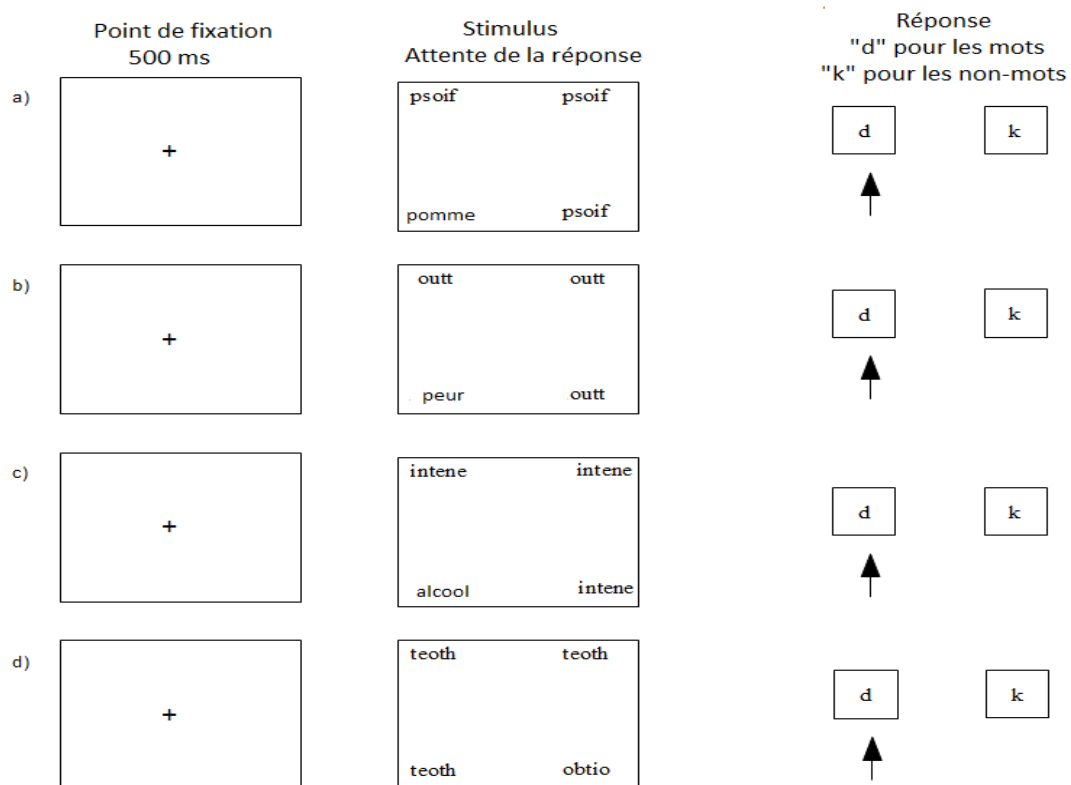 Point de fixation
500 ms
Stimulus
Attente de la réponse
Réponse
"d" pour les mots
"k" pour les non-mots
a)
+
psoif psoif
pomme psoif
d k
b)
+
outt outt
peur outt
d k
c)
+
intene intene
alcool intene
d k
d)
+
teoth teoth
teoth obtio
d k